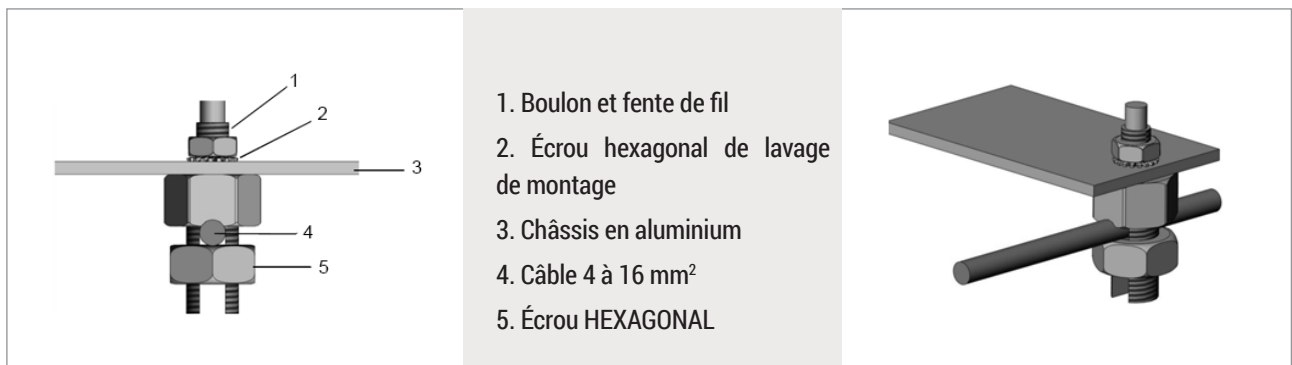 1
2
3
4
5
1. Boulon et fente de fil
2. Écrou hexagonal de lavage
de montage
3. Châssis en aluminium
4. Câble 4 à 16 mm²
5. Écrou HEXAGONAL